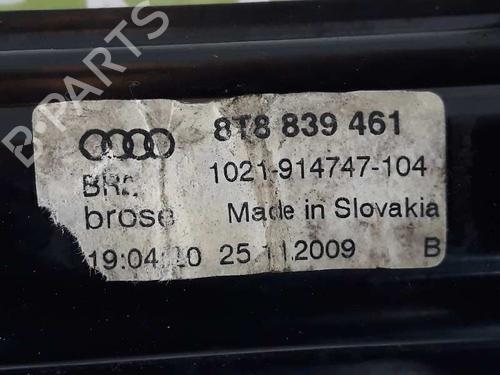 B-PARTS
8T8 839 461
1021-914747-104
brose Made in Slovakia
25.11.2009 B